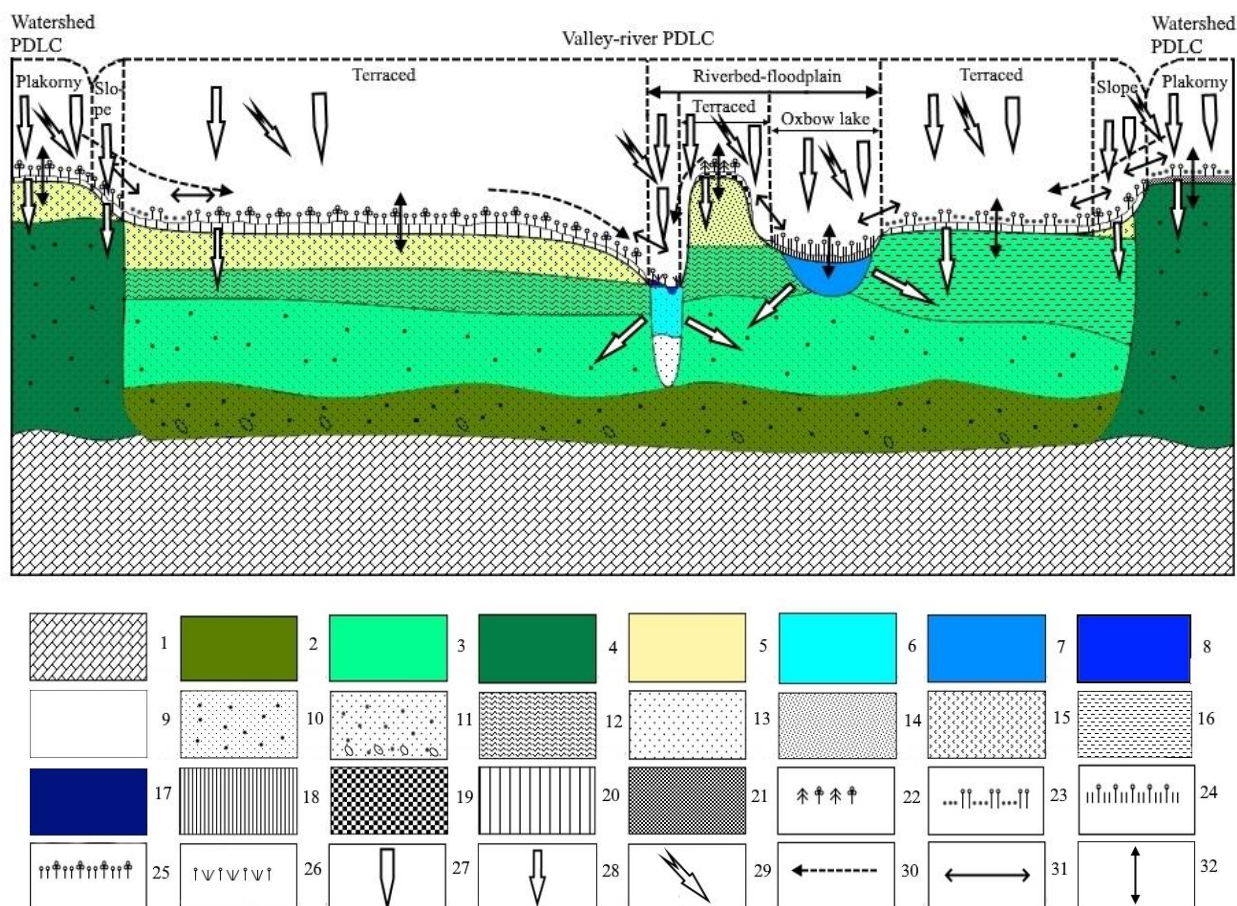 Watershed
PDLC
Valley-river PDLC
Watershed
PDLC
Plakorny
Slo-
pe
Terraced
Riverbed-floodplain
Terraced
Slope
Plakorny
Terraced
Oxbow lake
1 2 3 4 5 6 7 8
9 10 11 12 13 14 15 16
17 18 19 20 21 22 23 24
25 26 27 28 29 30 31 32